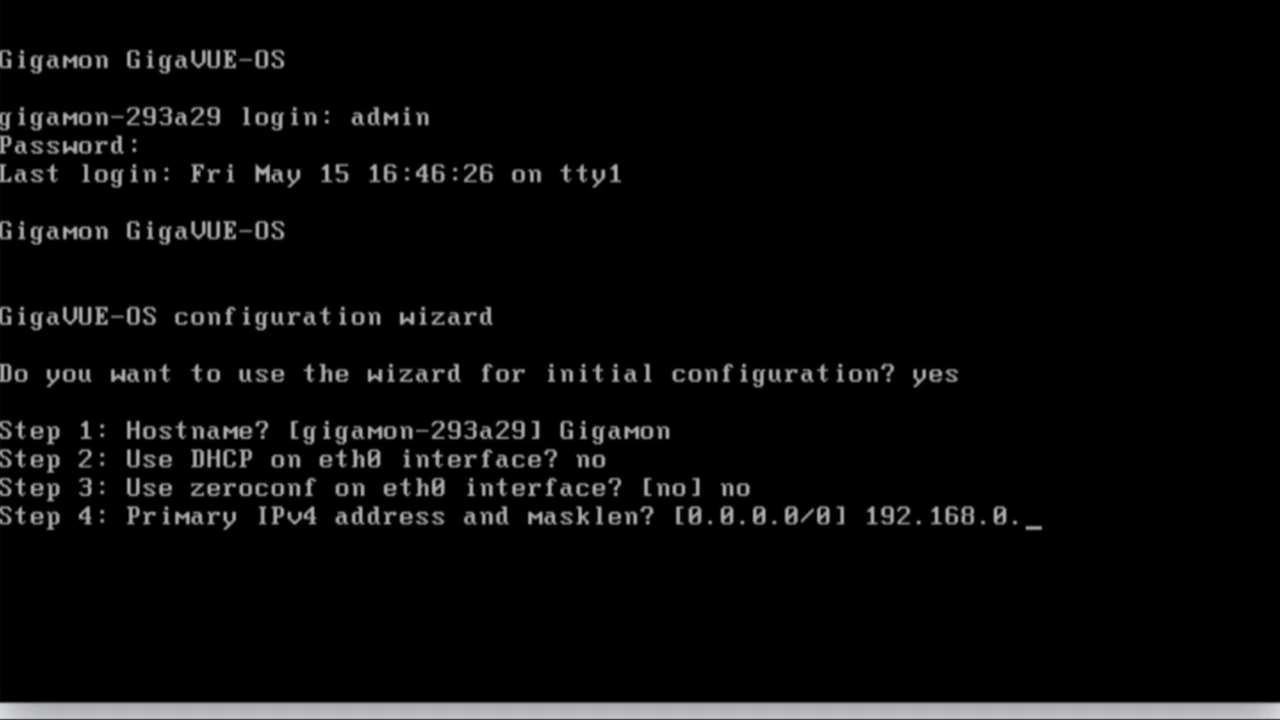 Gigamon GigaVUE-OS
gigamon-293a29 login: admin
Password:
Last login: Fri May 15 16:46:26 on tty1
Gigamon GigaVUE-OS
GigaVUE-OS configuration wizard
Do you want to use the wizard for initial configuration? yes
Step 1: Hostname? [gigamon-293a29] Gigamon
Step 2: Use DHCP on eth0 interface? no
Step 3: Use zeroconf on eth0 interface? [no] no
Step 4: Primary IPv4 address and masklen? [0.0.0.0/0] 192.168.0._